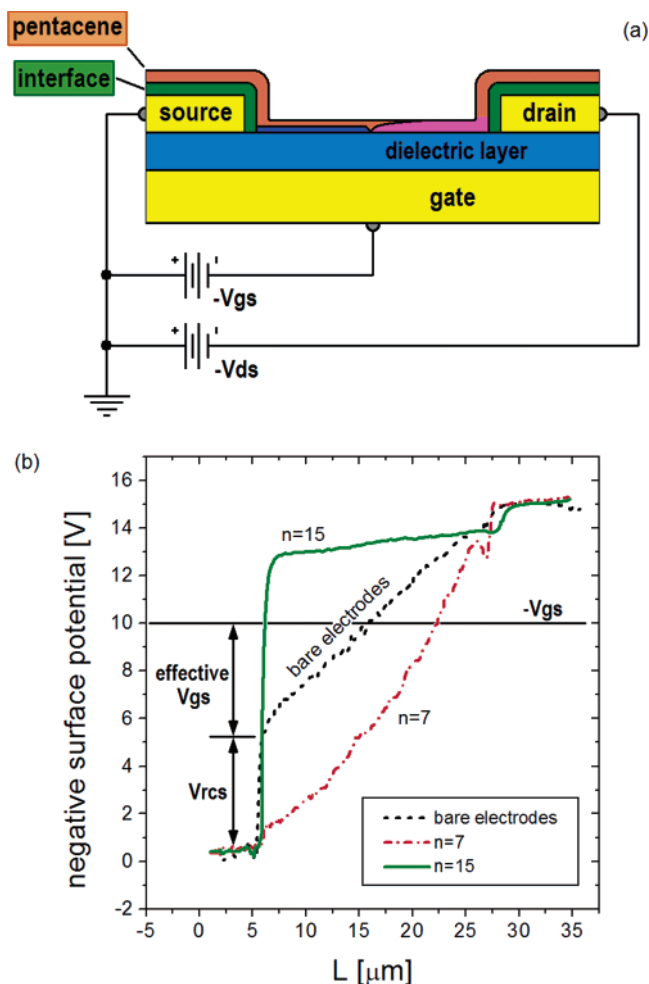 pentacene
(a)
interface
source
drain
dielectric layer
gate
+ -
-Vgs
+ -
-Vds
(b)
negative surface potential [V]
16
14
12
10
8
6
4
2
0
-2
n=15
bare electrodes
-Vgs
effective
Vgs
n=7
Vrcs
bare electrodes
n=7
n=15
-5 0 5 10 15 20 25 30 35
L [μm]